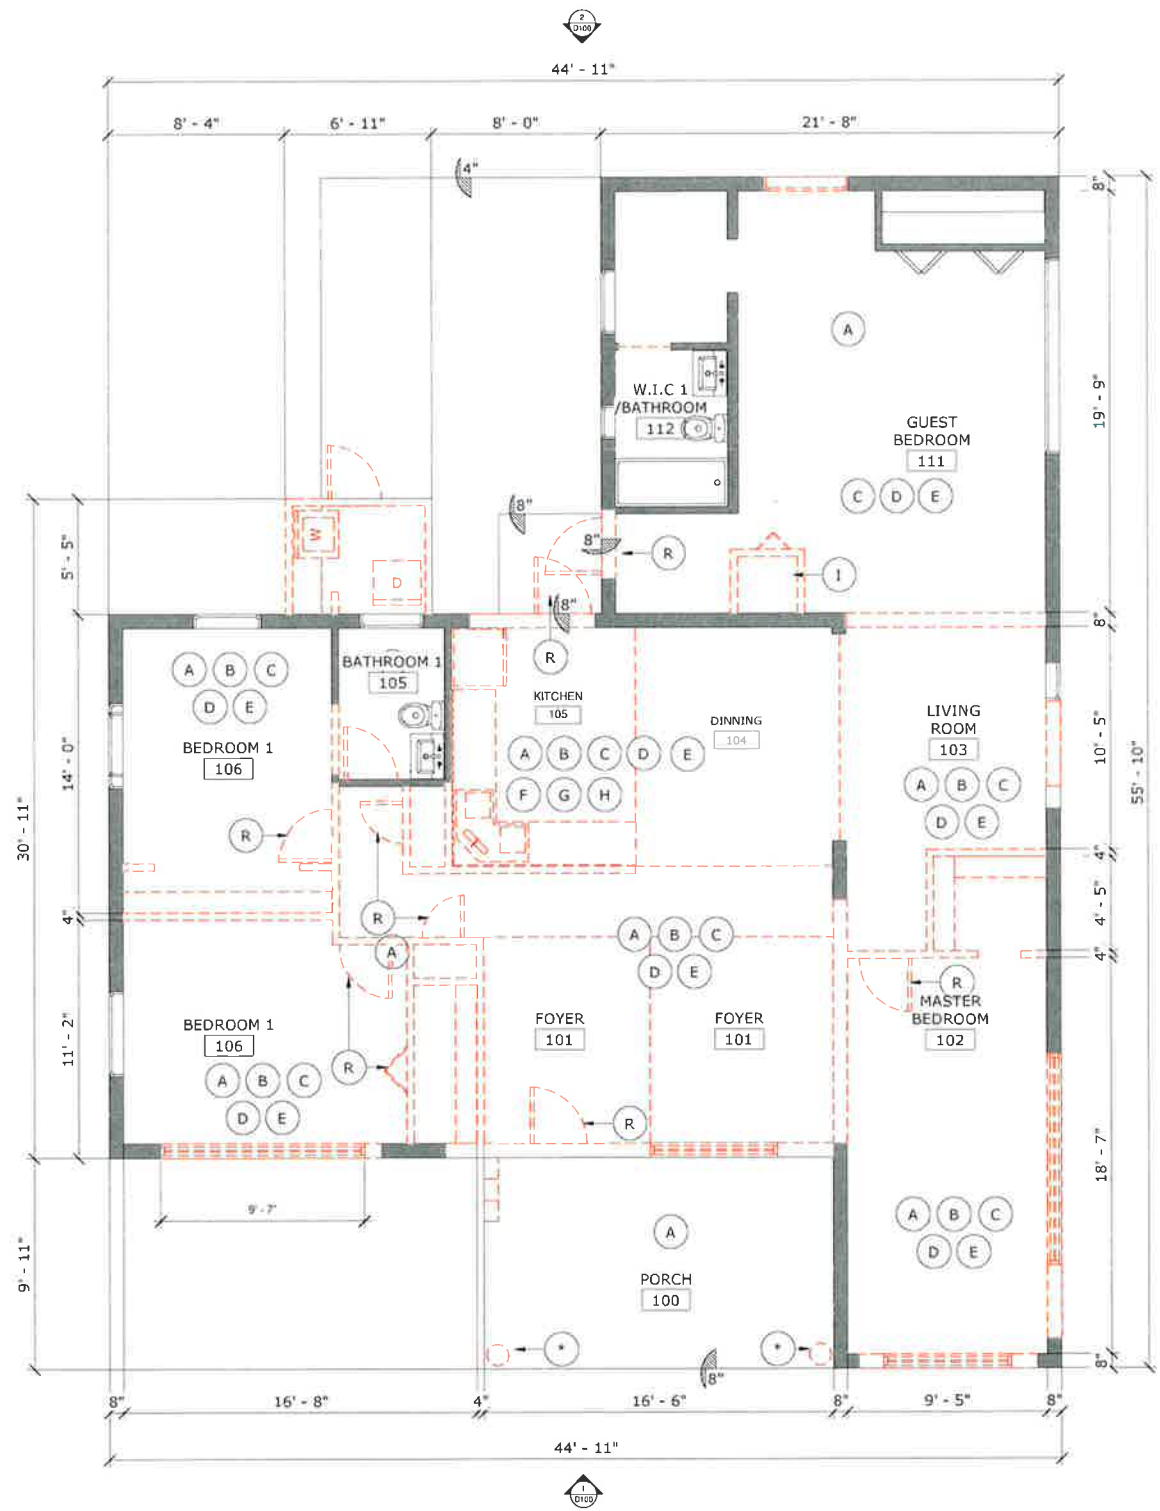 2
D100
44' - 11"
8' - 4"
6' - 11"
8' - 0"
21' - 8"
4"
8"
A
W.I.C 1
/BATHROOM
112
19' - 9"
GUEST
BEDROOM
111
C D E
8"
8"
R
I
5' - 5"
W
D
8"
8"
R
A B C
D E
BATHROOM 1
105
KITCHEN
105
DINNING
104
LIVING
ROOM
103
BEDROOM 1
106
A B C D E
F G H
A B C
D E
14' - 0"
10' - 5"
55' - 10"
30' - 11"
R
4"
4' - 5"
4"
R
A
A B C
D E
4"
R
MASTER
BEDROOM
102
BEDROOM 1
106
FOYER
101
FOYER
101
11' - 2"
R
A B C
D E
R
18' - 7"
9' - 7"
A
A B C
D E
9' - 11"
PORCH
100
*
*
8"
8"
8"
16' - 8"
4"
16' - 6"
8"
9' - 5"
8"
44' - 11"
1
D100